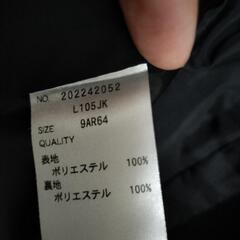 NO. 202242052
L105JK
SIZE 9AR64
QUALITY
表地
ポリエステル 100%
裏地
ポリエステル 100%